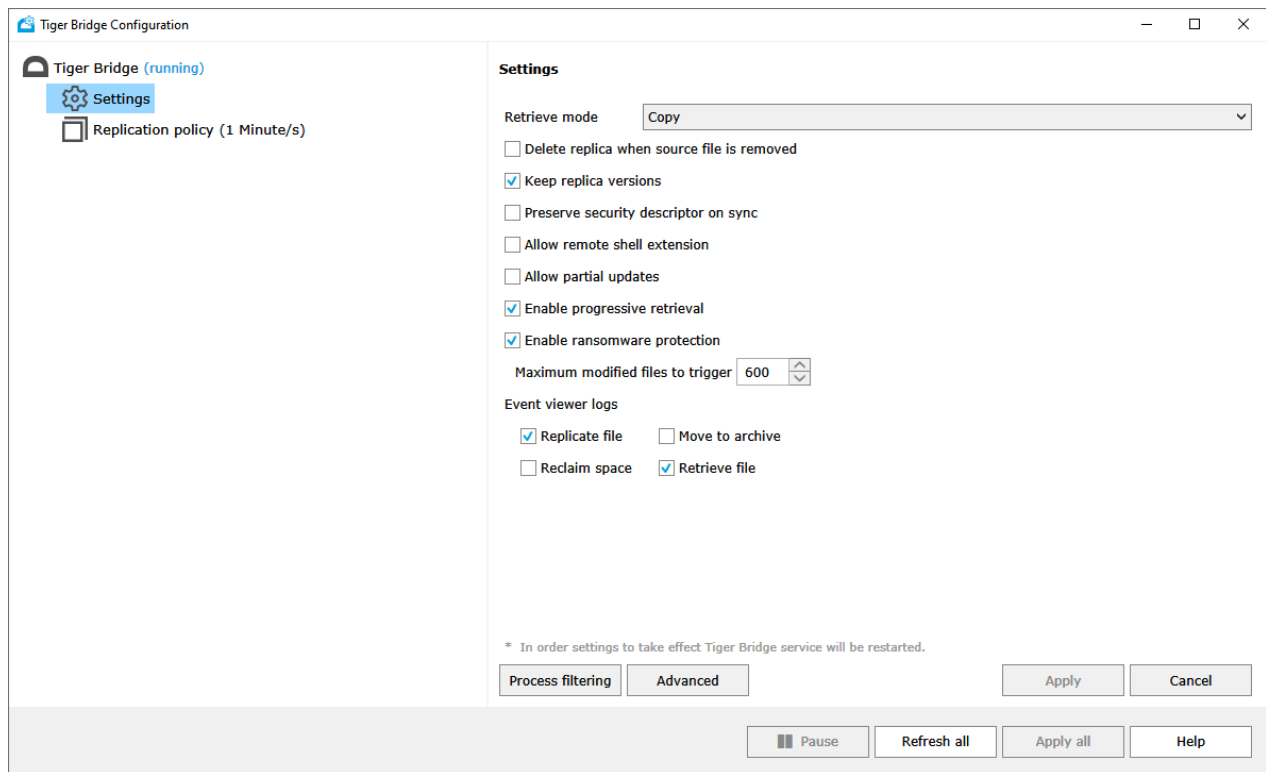 Tiger Bridge Configuration
Tiger Bridge (running)
Settings
Replication policy (1 Minute/s)
Settings
Retrieve mode Copy
Delete replica when source file is removed
Keep replica versions
Preserve security descriptor on sync
Allow remote shell extension
Allow partial updates
Enable progressive retrieval
Enable ransomware protection
Maximum modified files to trigger 600
Event viewer logs
Replicate file Move to archive
Reclaim space Retrieve file
* In order settings to take effect Tiger Bridge service will be restarted.
Process filtering Advanced Apply Cancel
Pause Refresh all Apply all Help